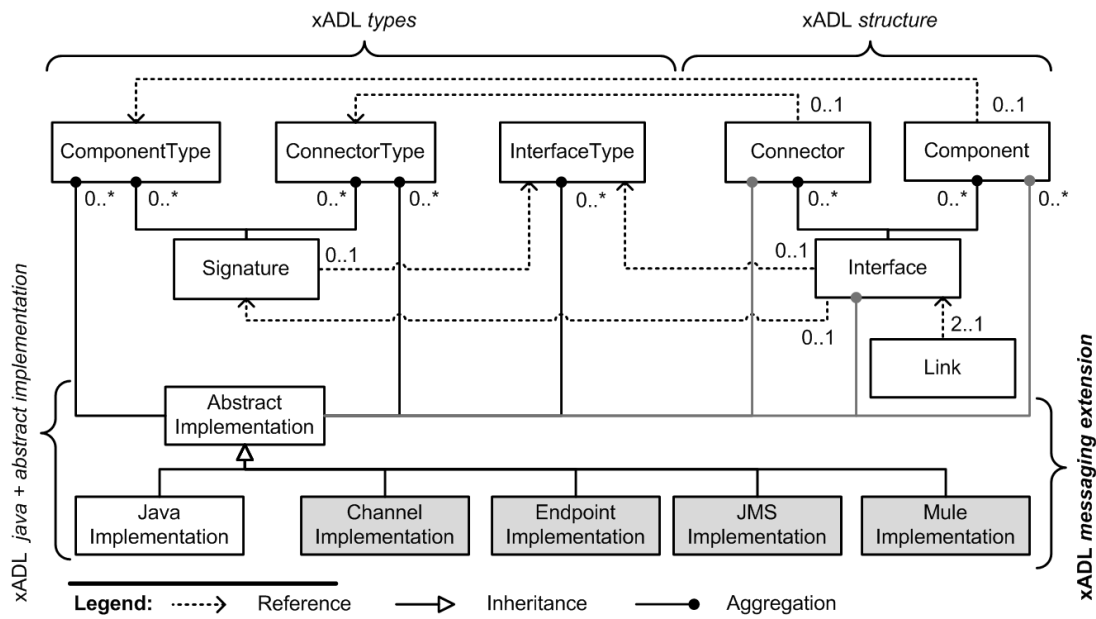 xADL types
xADL structure
0..1
0..1
ComponentType
ConnectorType
InterfaceType
Connector
Component
0..*
0..*
0..*
0..*
0..*
0..*
0..*
0..*
Signature
0..1
0..1
Interface
0..1
2..1
Link
xADL java + abstract implementation
Abstract
Implementation
xADL messaging extension
Java
Implementation
Channel
Implementation
Endpoint
Implementation
JMS
Implementation
Mule
Implementation
Legend:
Reference
Inheritance
Aggregation